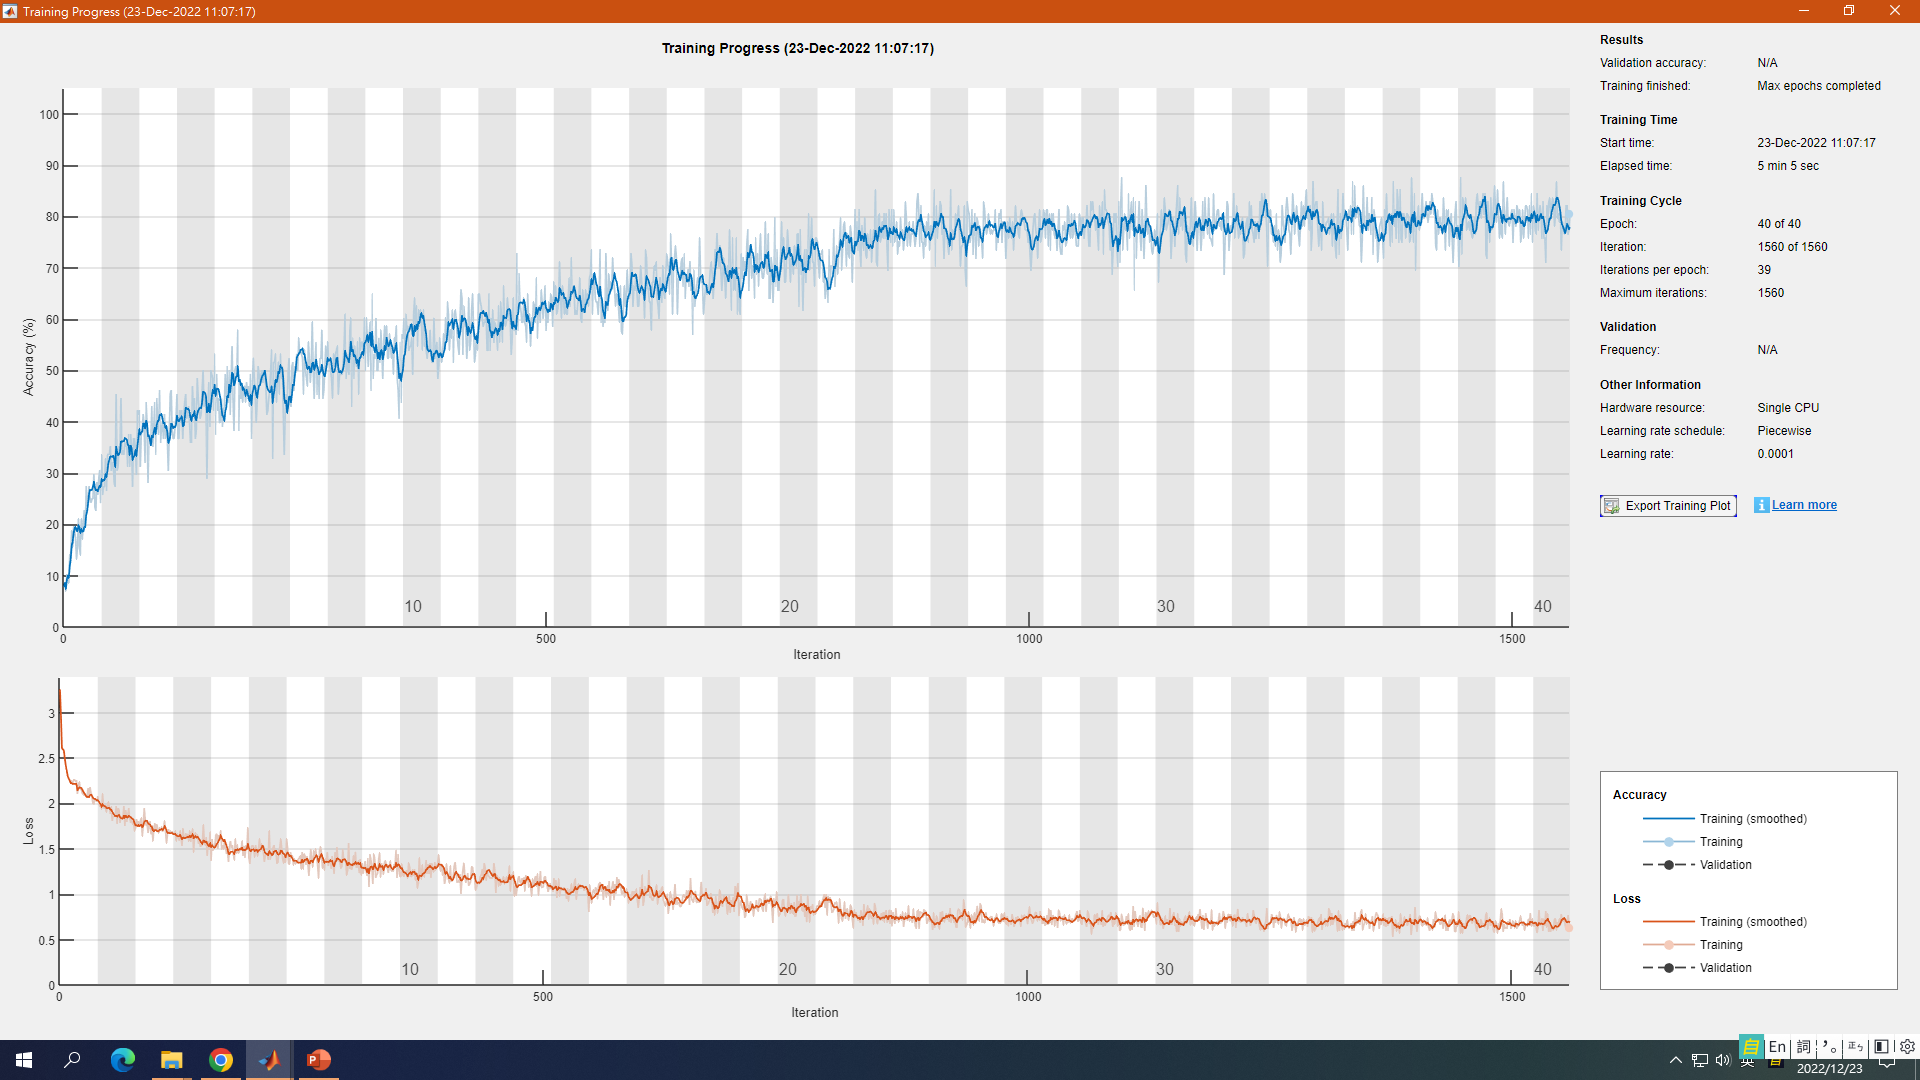 Training Progress (23-Dec-2022 11:07:17)
Training Progress (23-Dec-2022 11:07:17)
100
90
80
70
60
50
40
30
20
10
0
Accuracy (%)
10
20
30
40
0
500
1000
1500
Iteration
3
2.5
2
1.5
1
0.5
0
Loss
10
20
30
40
0
500
1000
1500
Iteration
Results
Validation accuracy: N/A
Training finished: Max epochs completed
Training Time
Start time: 23-Dec-2022 11:07:17
Elapsed time: 5 min 5 sec
Training Cycle
Epoch: 40 of 40
Iteration: 1560 of 1560
Iterations per epoch: 39
Maximum iterations: 1560
Validation
Frequency: N/A
Other Information
Hardware resource: Single CPU
Learning rate schedule: Piecewise
Learning rate: 0.0001
Export Training Plot
Learn more
Accuracy
Training (smoothed)
Training
Validation
Loss
Training (smoothed)
Training
Validation
自 En 詞
2022/12/23